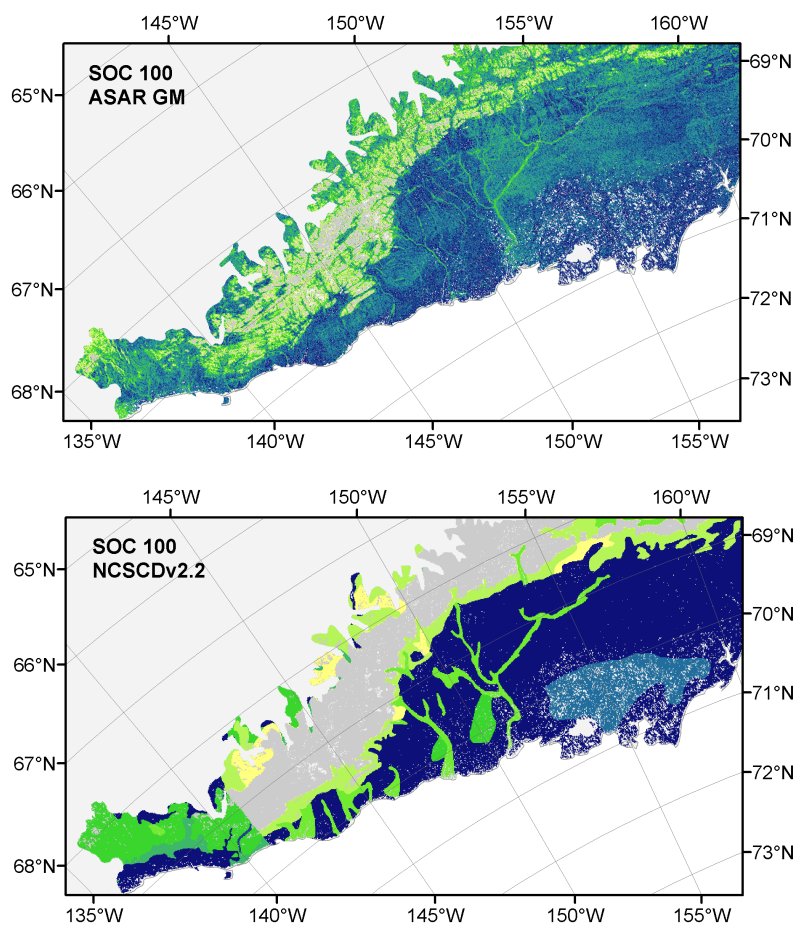 145°W 150°W 155°W 160°W
SOC 100
ASAR GM
65°N
66°N
67°N
68°N
69°N
70°N
71°N
72°N
73°N
135°W 140°W 145°W 150°W 155°W
145°W 150°W 155°W 160°W
SOC 100
NCSCDv2.2
65°N
66°N
67°N
68°N
69°N
70°N
71°N
72°N
73°N
135°W 140°W 145°W 150°W 155°W